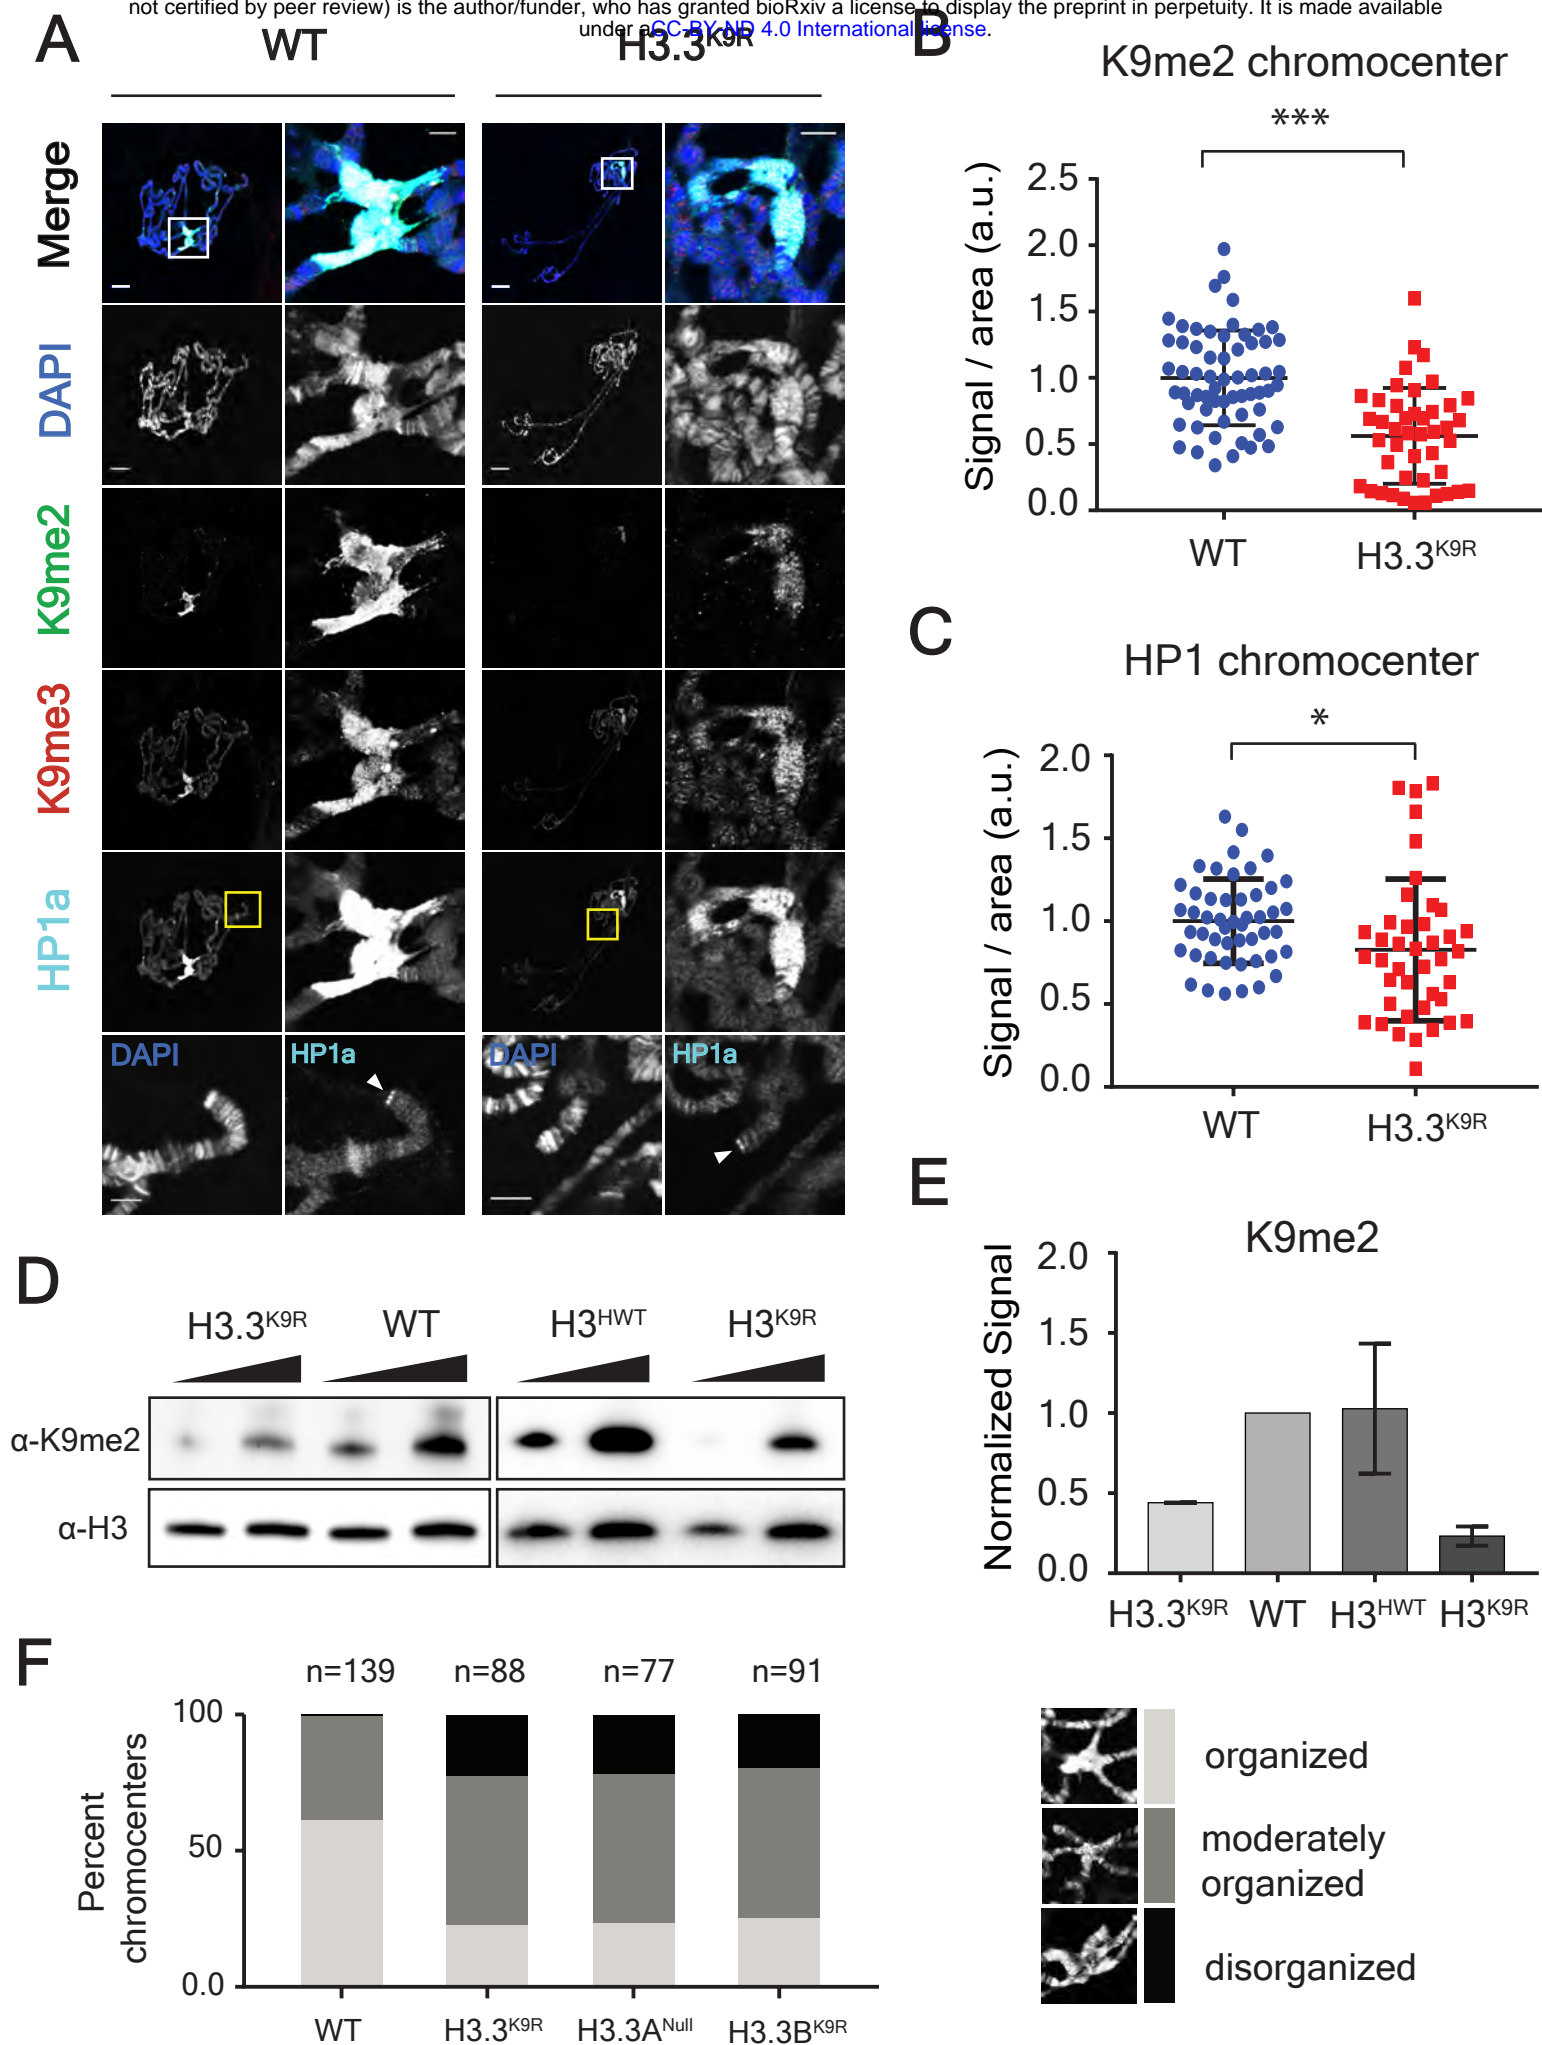 not certified by peer review) is the author/funder, who has granted bioRxiv a license to display the preprint in perpetuity. It is made available
under aCC-BY-ND 4.0 International license.
A
WT
H3.3K9R
Merge
DAPI
K9me2
K9me3
HP1a
DAPI
HP1a
DAPI
HP1a
B
K9me2 chromocenter
***
Signal / area (a.u.)
2.5
2.0
1.5
1.0
0.5
0.0
WT
H3.3K9R
C
HP1 chromocenter
*
Signal / area (a.u.)
2.0
1.5
1.0
0.5
0.0
WT
H3.3K9R
D
H3.3K9R
WT
H3HWT
H3K9R
α-K9me2
α-H3
E
K9me2
Normalized Signal
2.0
1.5
1.0
0.5
0.0
H3.3K9R
WT
H3HWT
H3K9R
F
n=139
n=88
n=77
n=91
Percent
chromocenters
100
50
0.0
WT
H3.3K9R
H3.3ANull
H3.3BK9R
organized
moderately
organized
disorganized